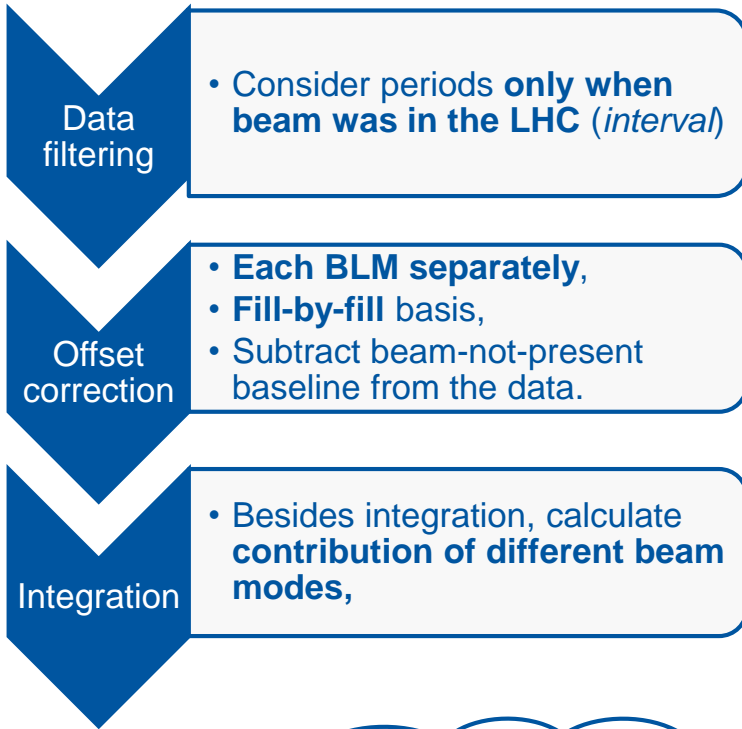 Data
filtering
• Consider periods only when
beam was in the LHC (interval)
Offset
correction
• Each BLM separately,
• Fill-by-fill basis,
• Subtract beam-not-present
baseline from the data.
Integration
• Besides integration, calculate
contribution of different beam
modes,